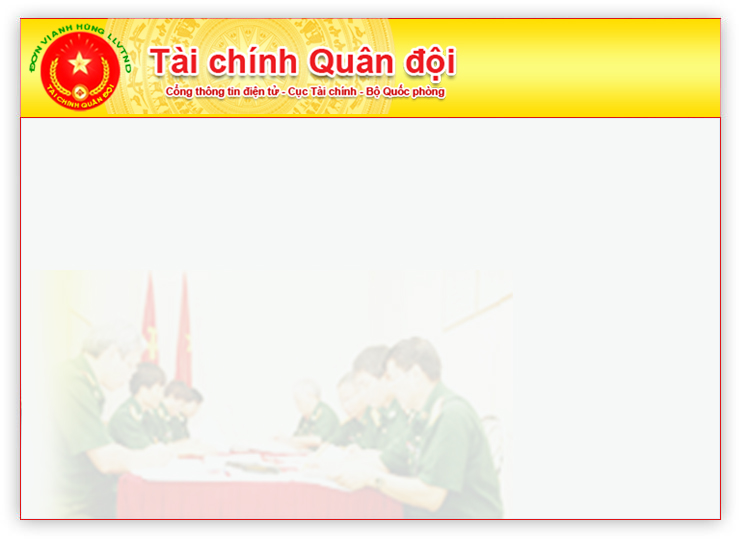 ĐƠN VỊ ANH HÙNG LLVTND
TÀI CHÍNH QUÂN ĐỘI
Tài chính Quân đội
Cổng thông tin điện tử - Cục Tài chính - Bộ Quốc phòng